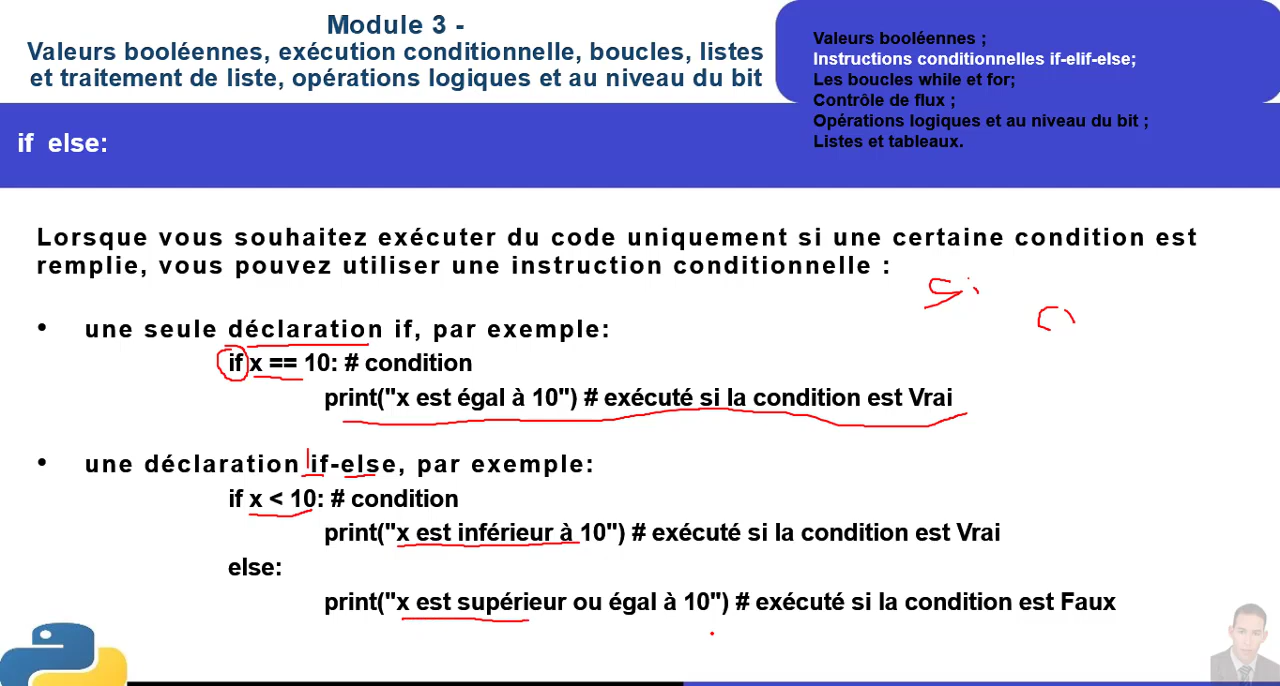 Module 3 -
Valeurs booléennes, exécution conditionnelle, boucles, listes
et traitement de liste, opérations logiques et au niveau du bit
Valeurs booléennes ;
Instructions conditionnelles if-elif-else;
Les boucles while et for;
Contrôle de flux ;
Opérations logiques et au niveau du bit ;
Listes et tableaux.
if else:
Lorsque vous souhaitez exécuter du code uniquement si une certaine condition est
remplie, vous pouvez utiliser une instruction conditionnelle :
Si
• une seule déclaration if, par exemple:
if x == 10: # condition
print("x est égal à 10") # exécuté si la condition est Vrai
• une déclaration if-else, par exemple:
if x < 10: # condition
print("x est inférieur à 10") # exécuté si la condition est Vrai
else:
print("x est supérieur ou égal à 10") # exécuté si la condition est Faux